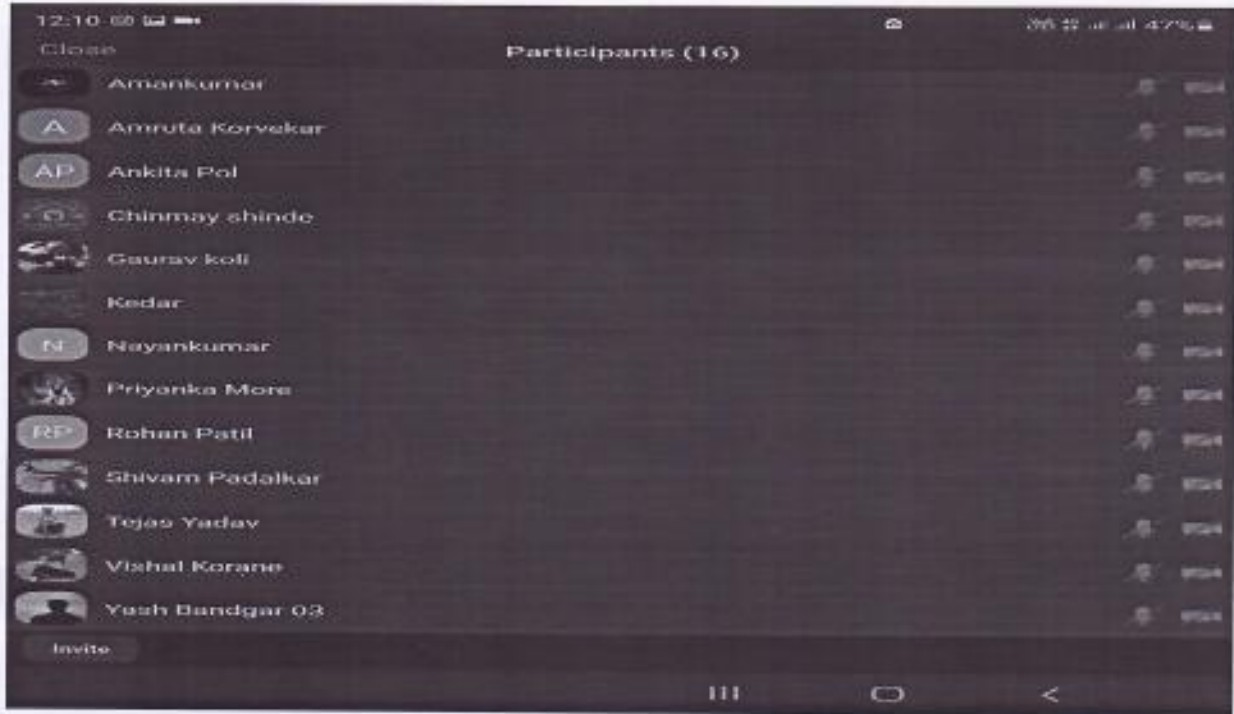 12:10 47%
Close
Participants (16)
Amankumar
A Amruta Korvekar
AP Ankita Pol
Chinmay shinde
Gaurav koli
Kedar
N Nayankumar
Priyanka More
RP Rohan Patil
Shivam Padalkar
Tejas Yadav
Vishal Korane
Yash Bandgar 03
Invite